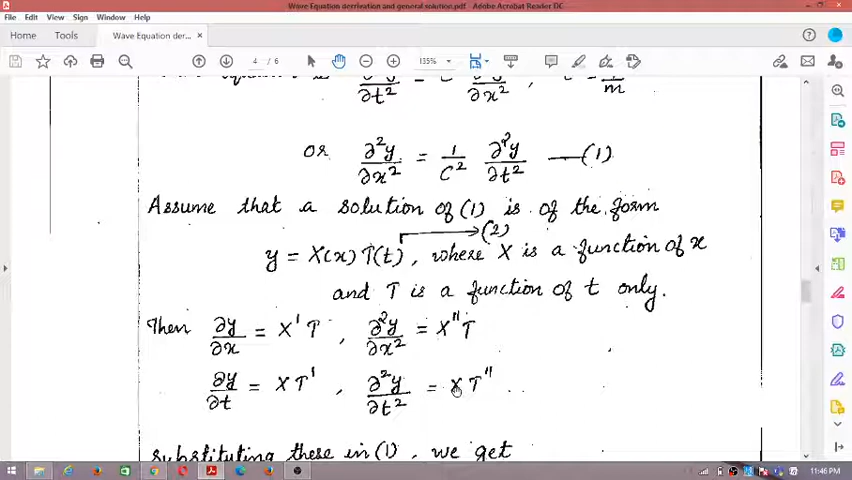 Wave Equation derrivation and general solution.pdf - Adobe Acrobat Reader DC
File Edit View Sign Window Help
Home Tools Wave Equation der... ×
4 / 6 135%
∂t² ∂x² , m
or ∂²y/∂x² = 1/C² ∂²y/∂t² —(1)
Assume that a solution of (1) is of the form
y = X(x) T(t) → (2), where X is a function of x
and T is a function of t only.
Then ∂y/∂x = X'T , ∂²y/∂x² = X''T
∂y/∂t = XT' , ∂²y/∂t² = XT''
substituting these in (1), we get
11:46 PM